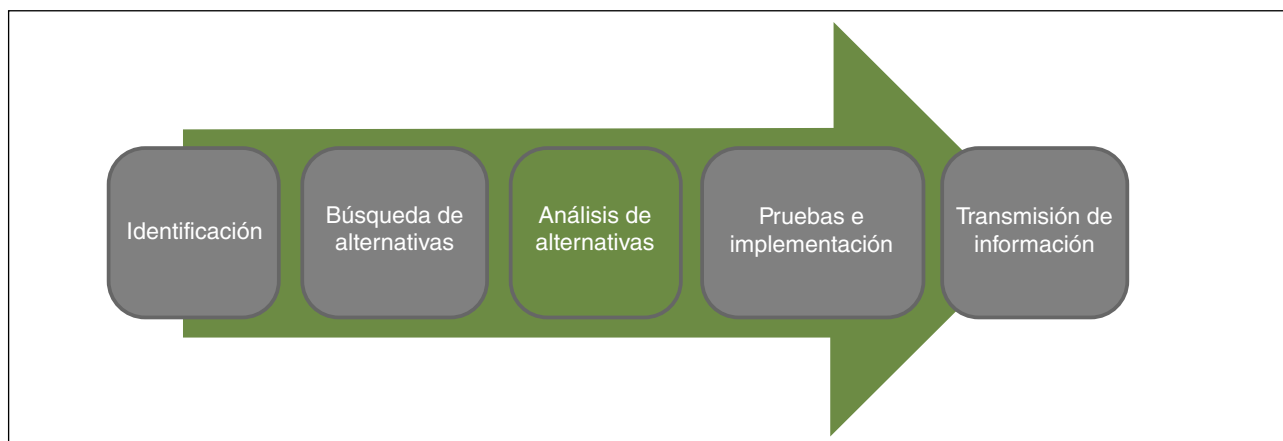 Identificación
Búsqueda de
alternativas
Análisis de
alternativas
Pruebas e
implementación
Transmisión de
información